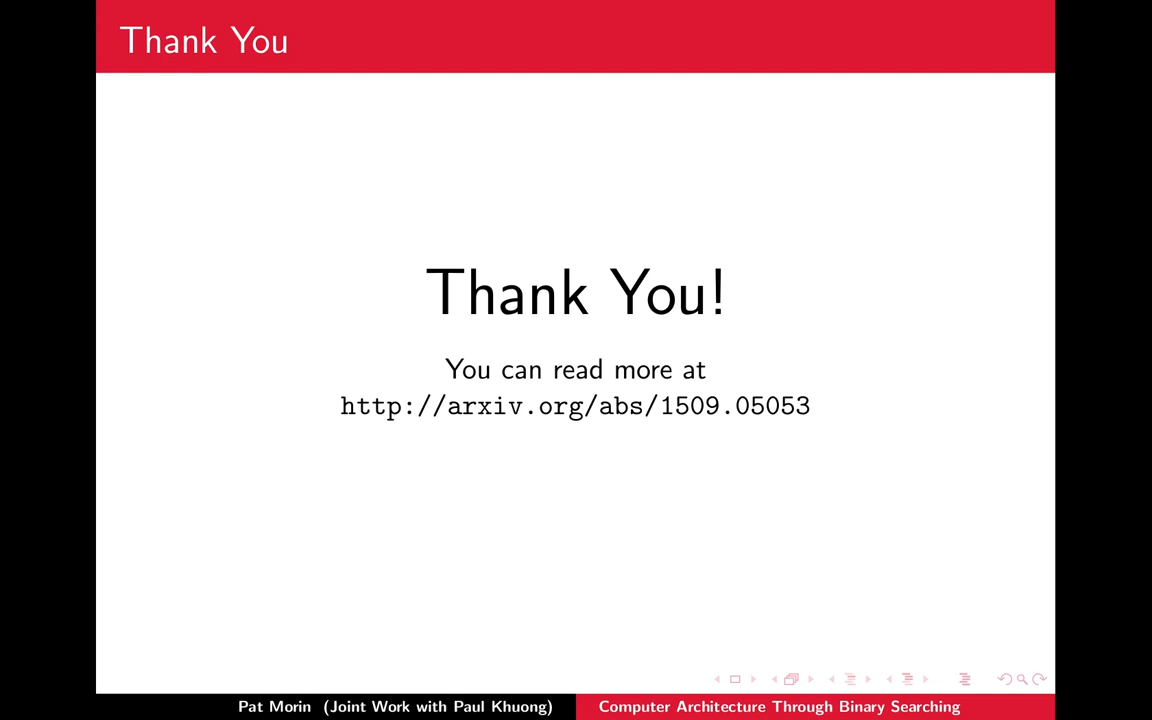 Thank You
Thank You!
You can read more at
http://arxiv.org/abs/1509.05053
Pat Morin (Joint Work with Paul Khuong)
Computer Architecture Through Binary Searching